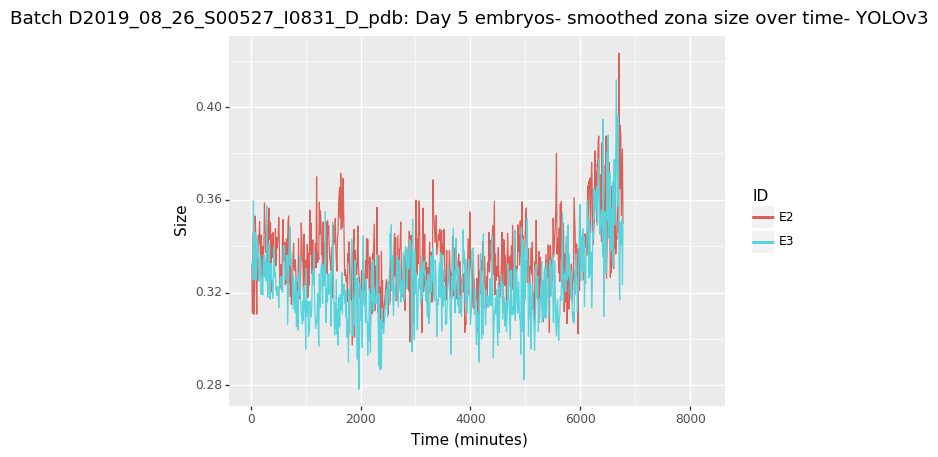 Batch D2019_08_26_S00527_I0831_D_pdb: Day 5 embryos- smoothed zona size over time- YOLOv3
0.40
0.36
0.32
0.28
Size
0
2000
4000
6000
8000
Time (minutes)
ID
E2
E3